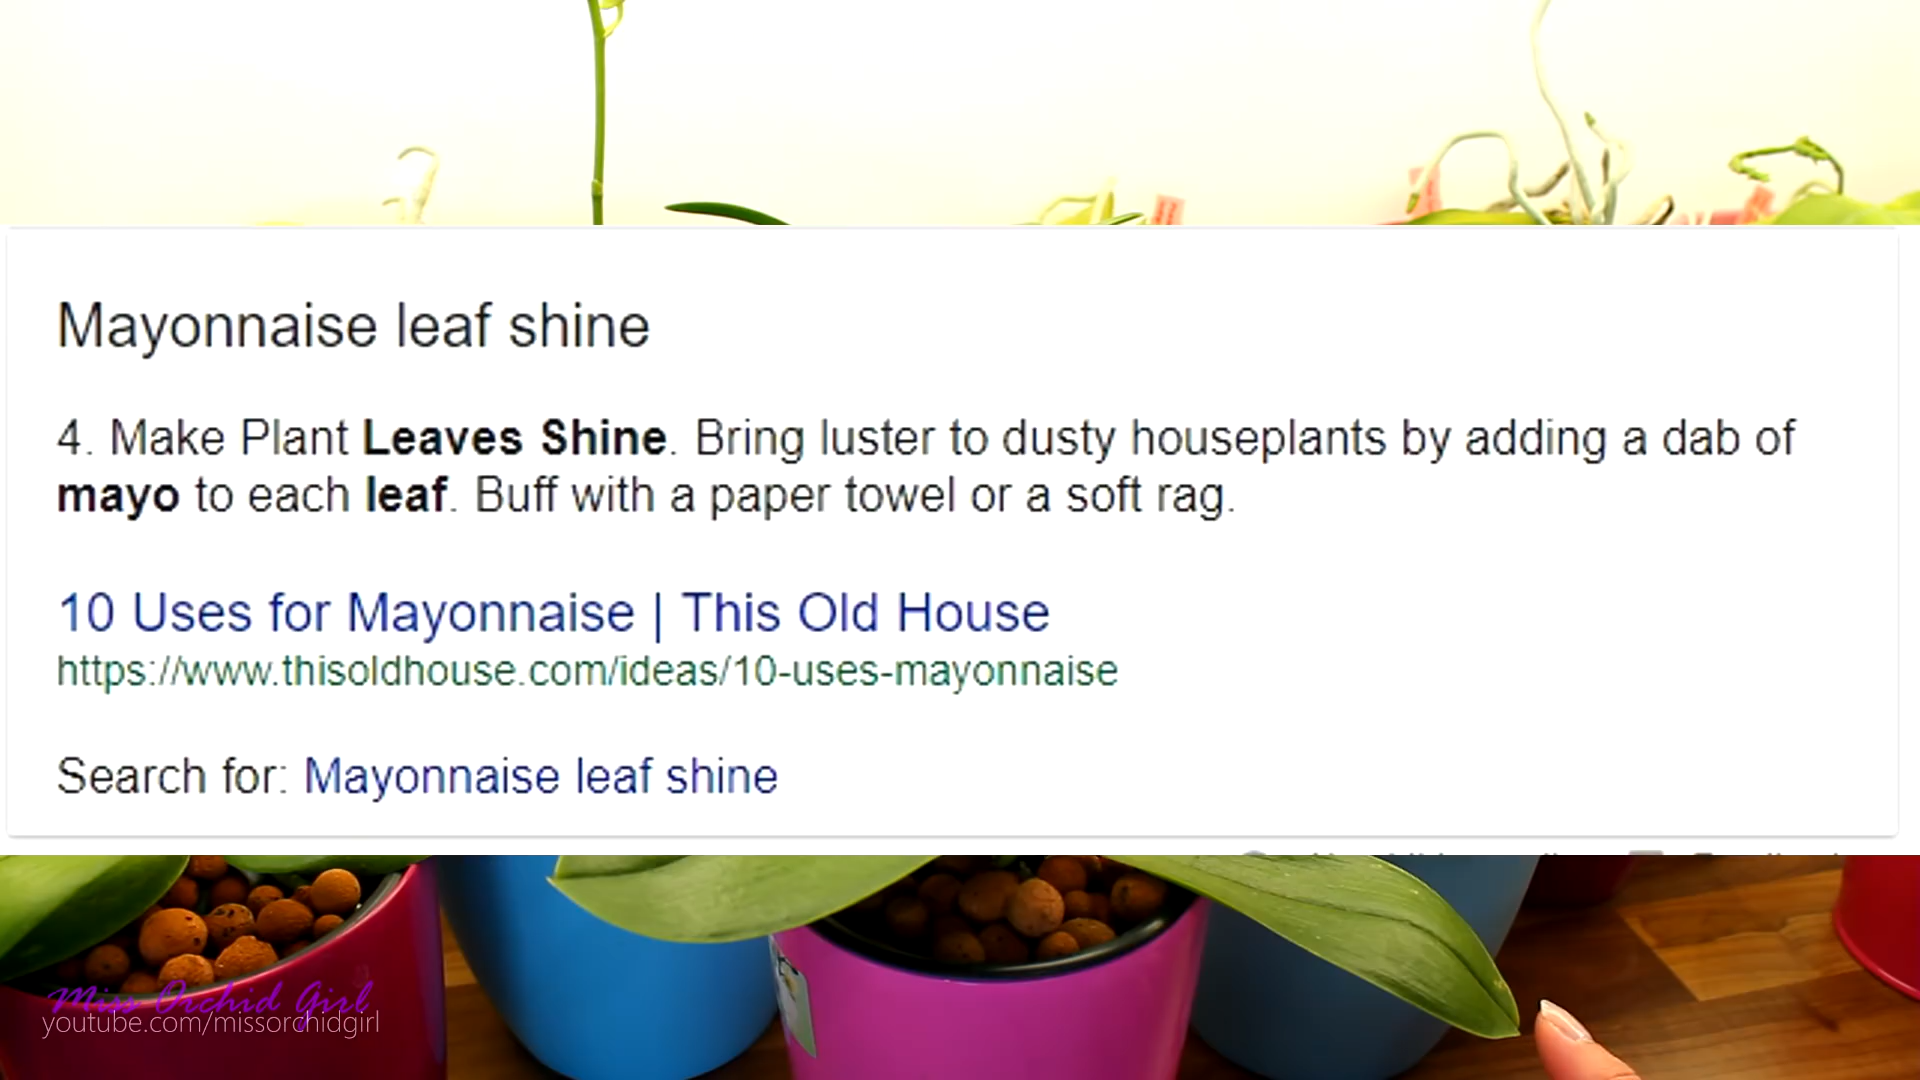 Mayonnaise leaf shine
4. Make Plant Leaves Shine. Bring luster to dusty houseplants by adding a dab of
mayo to each leaf. Buff with a paper towel or a soft rag.
10 Uses for Mayonnaise | This Old House
https://www.thisoldhouse.com/ideas/10-uses-mayonnaise
Search for: Mayonnaise leaf shine
Miss Orchid Girl
youtube.com/missorchidgirl